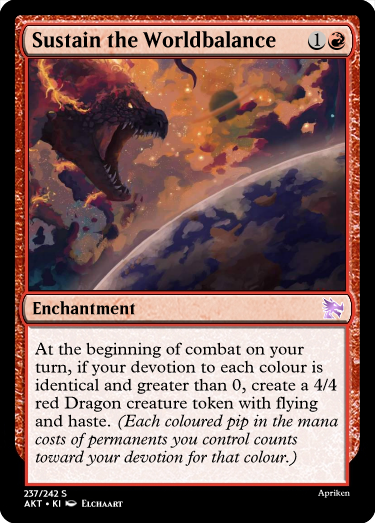 Sustain the Worldbalance 1
Enchantment
At the beginning of combat on your
turn, if your devotion to each colour is
identical and greater than 0, create a 4/4
red Dragon creature token with flying
and haste. (Each coloured pip in the mana
costs of permanents you control counts
toward your devotion for that colour.)
237/242 S
Apriken
AKT • KI Elchaart